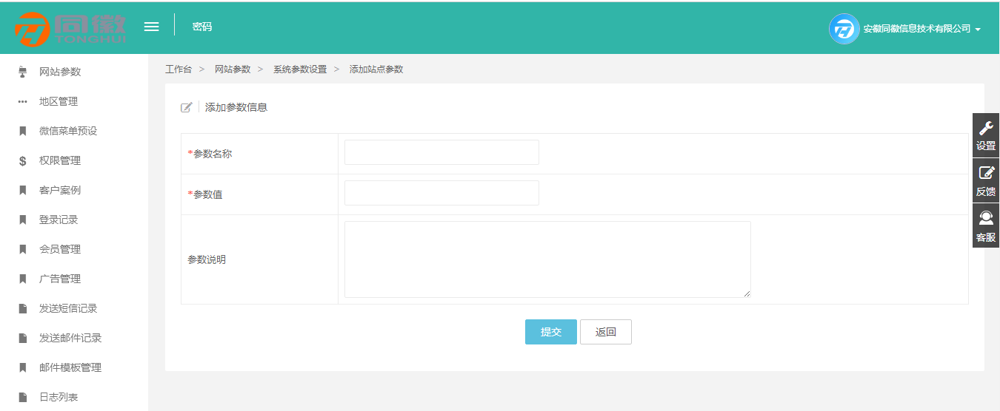 同徽
TONGHUI
密码
安徽同徽信息技术有限公司
网站参数
地区管理
微信菜单预设
权限管理
客户案例
登录记录
会员管理
广告管理
发送短信记录
发送邮件记录
邮件模板管理
日志列表
工作台 > 网站参数 > 系统参数设置 > 添加站点参数
添加参数信息
*参数名称
*参数值
参数说明
提交 返回
设置
反馈
客服